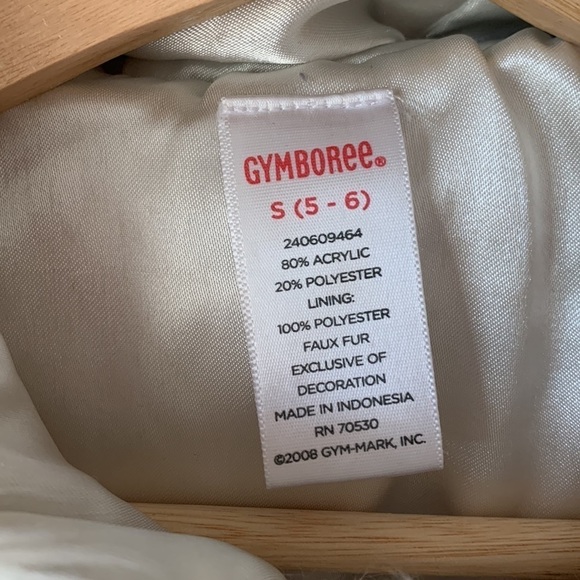 GYMBOREE®
S (5 - 6)
240609464
80% ACRYLIC
20% POLYESTER
LINING:
100% POLYESTER
FAUX FUR
EXCLUSIVE OF
DECORATION
MADE IN INDONESIA
RN 70530
©2008 GYM-MARK, INC.